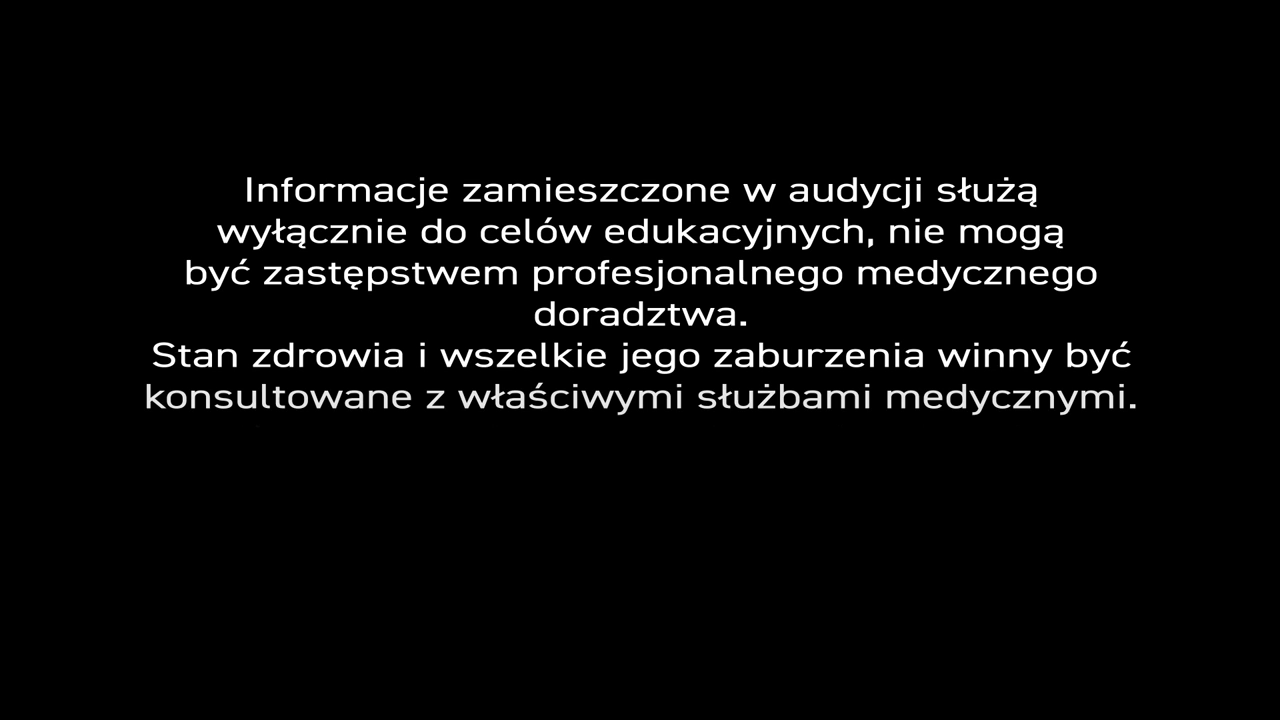 Informacje zamieszczone w audycji służą
wyłącznie do celów edukacyjnych, nie mogą
być zastępstwem profesjonalnego medycznego
doradztwa.
Stan zdrowia i wszelkie jego zaburzenia winny być
konsultowane z właściwymi służbami medycznymi.